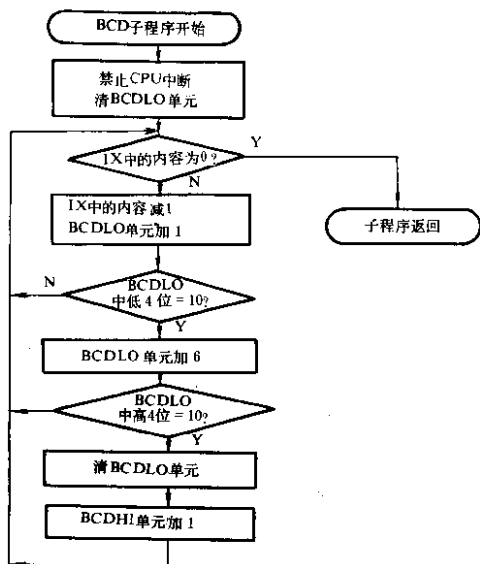 BCD子程序开始
禁止CPU中断
清BCDLO单元
IX中的内容为0?
Y
N
IX中的内容减1
BCDLO单元加1
子程序返回
BCDLO
中低4位=10?
N
Y
BCDLO单元加6
BCDLO
中高4位=10?
Y
清BCDLO单元
BCDHI单元加1